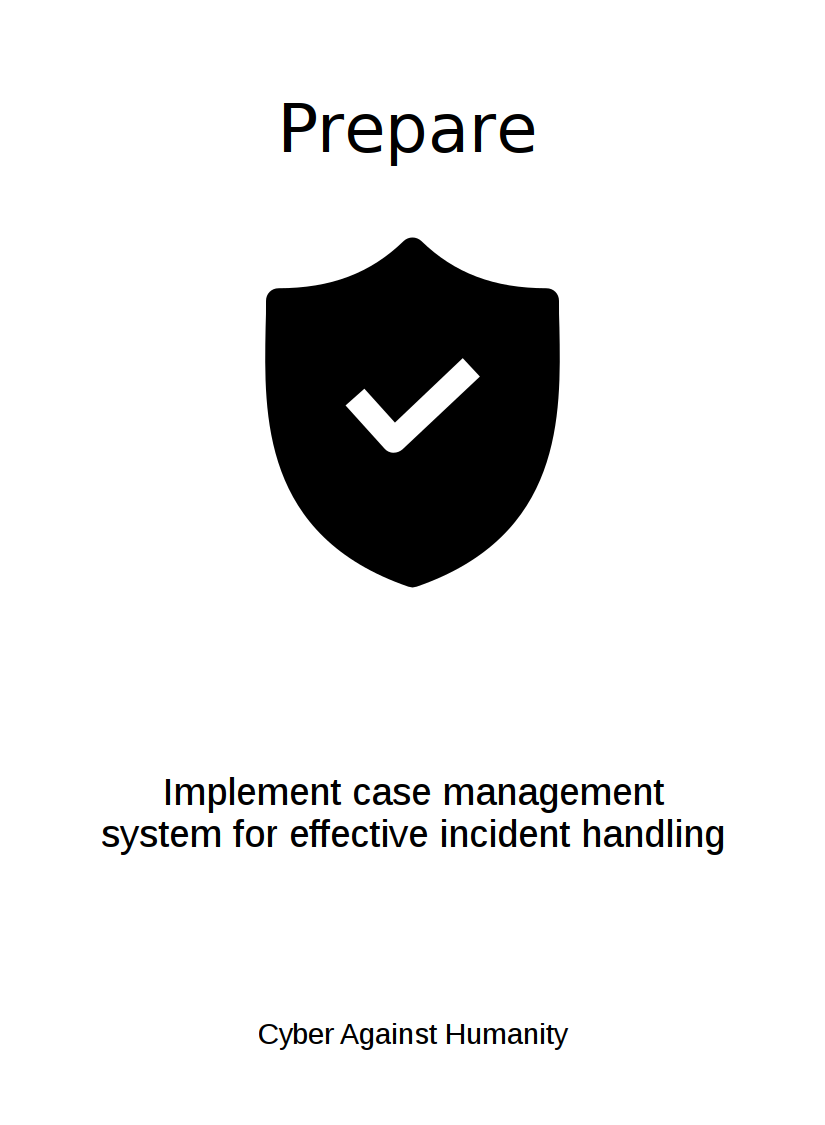 Prepare
Implement case management
system for effective incident handling
Cyber Against Humanity